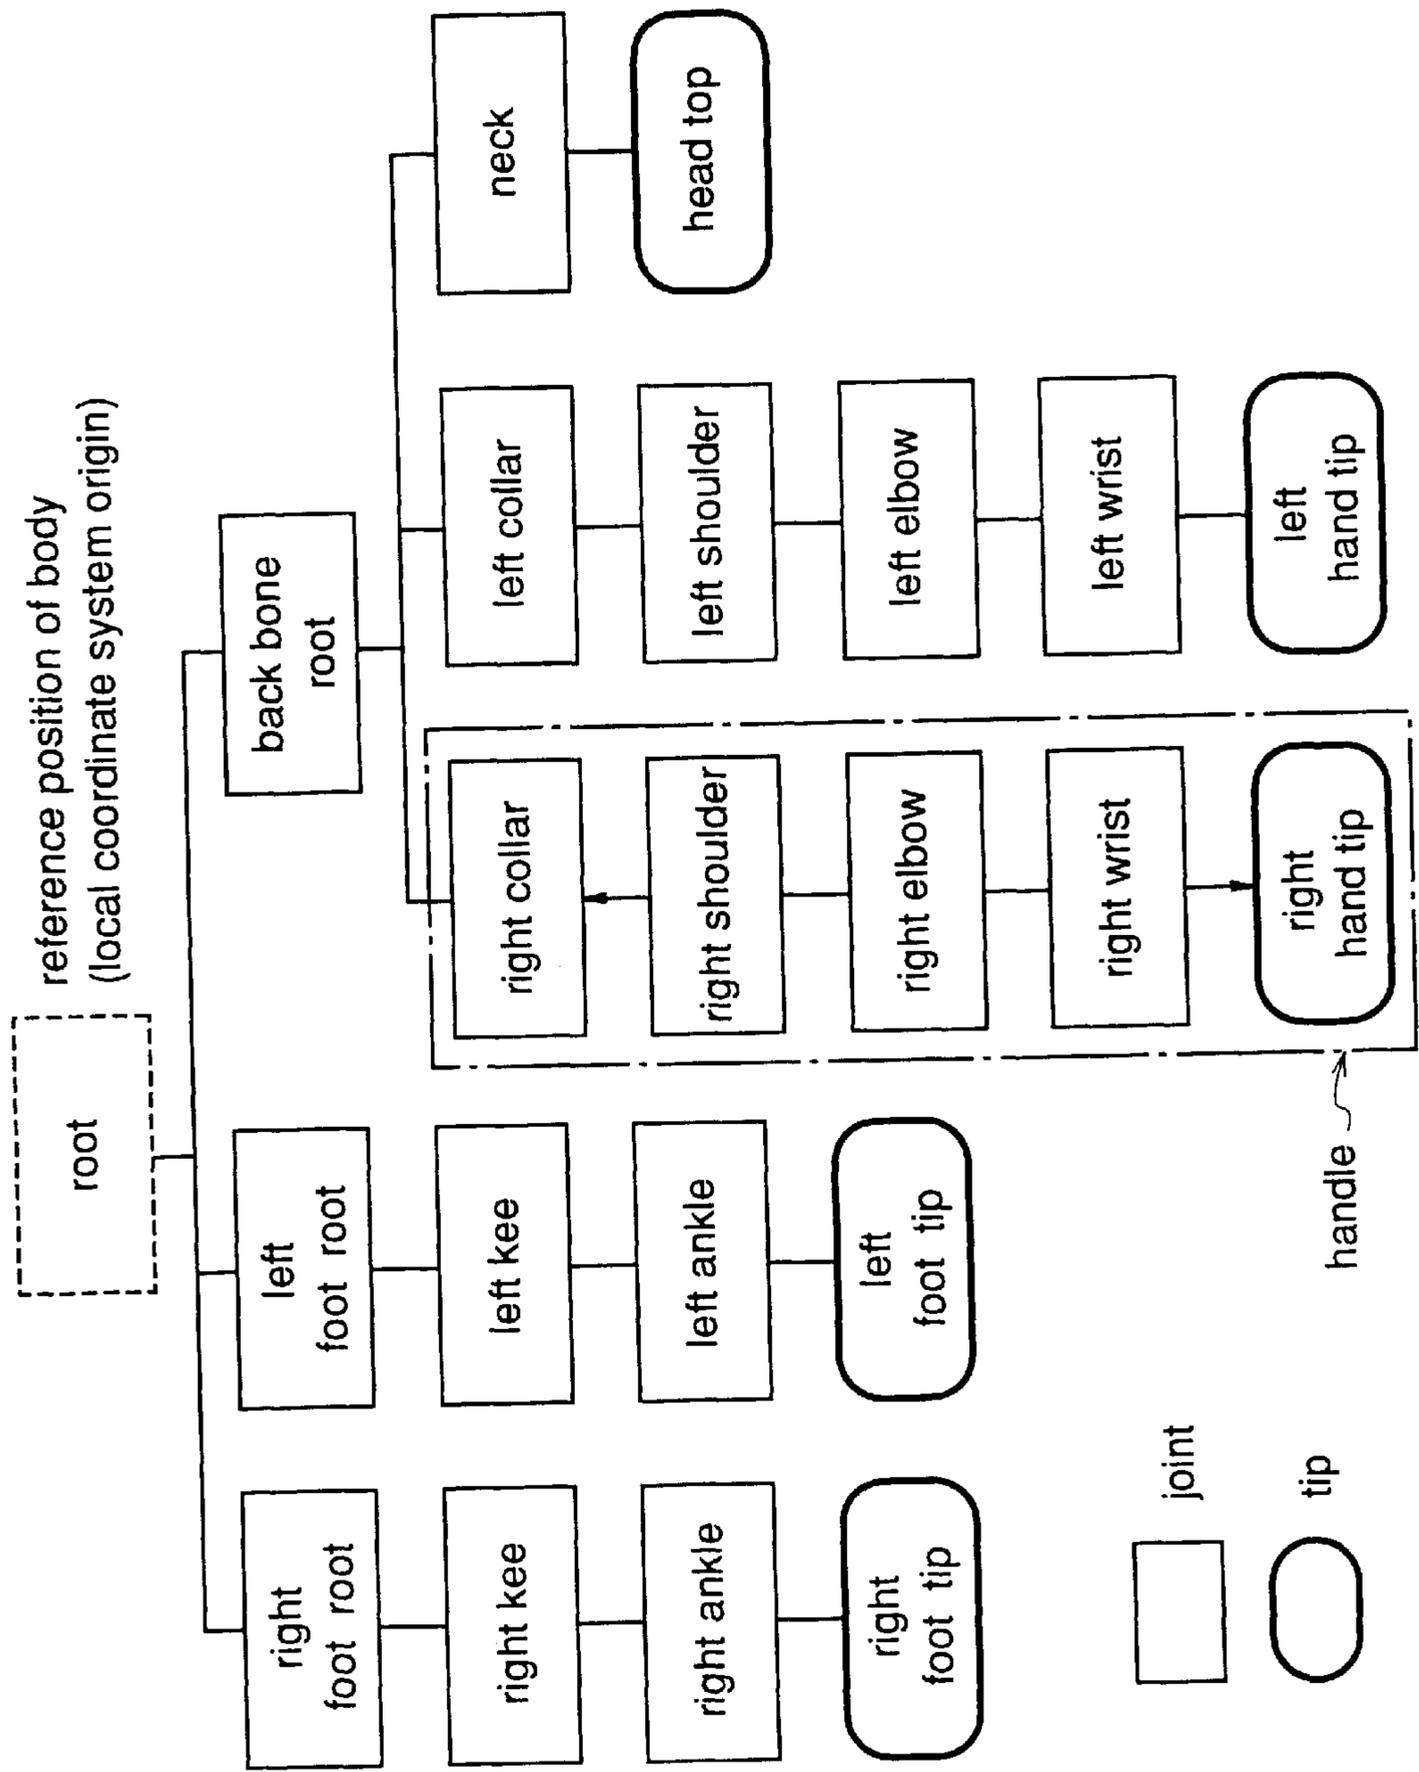 root
reference position of body
(local coordinate system origin)
right
foot root
left
foot root
back bone
root
right kee
left kee
right collar
left collar
neck
right ankle
left ankle
right shoulder
left shoulder
head top
right
foot tip
left
foot tip
right elbow
left elbow
right wrist
left wrist
right
hand tip
left
hand tip
handle
joint
tip